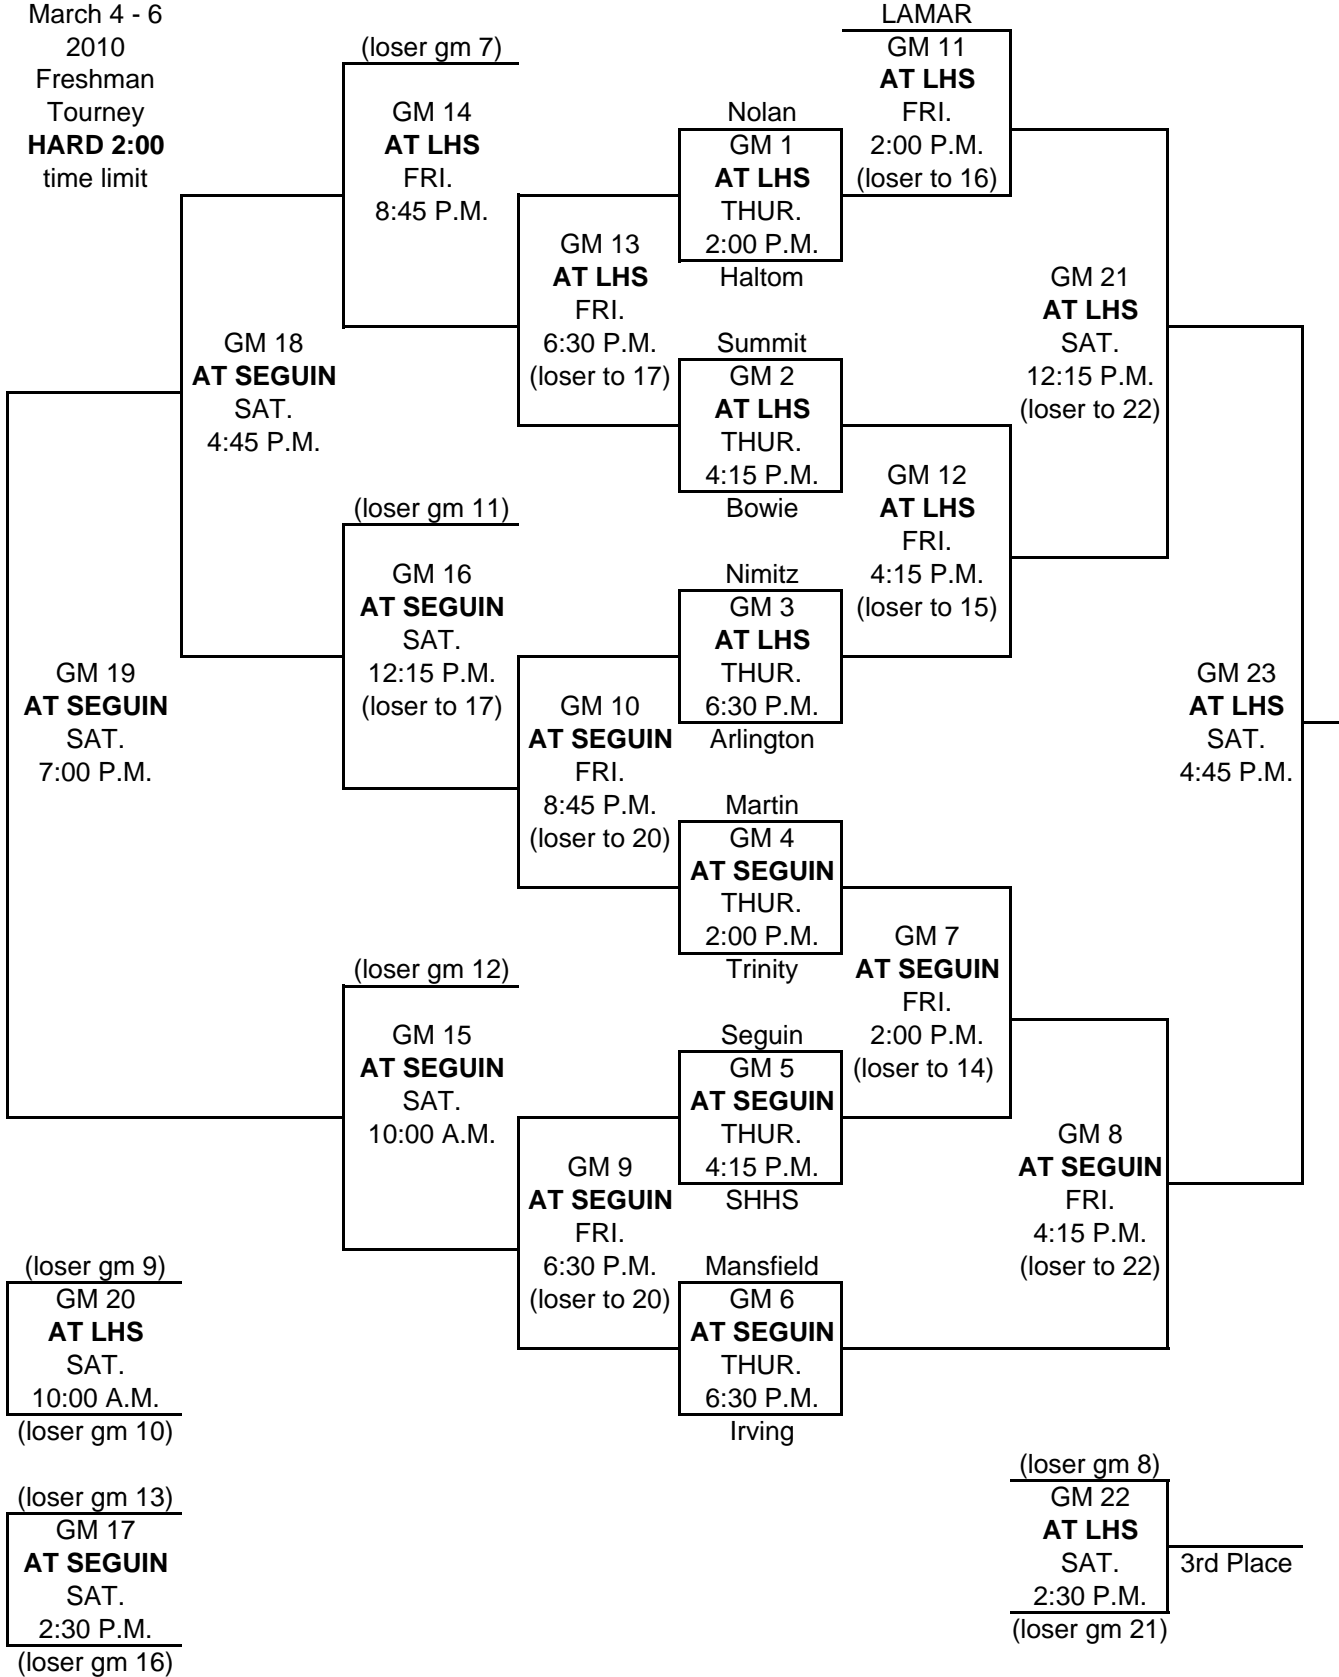 March 4 - 6
2010
Freshman
Tourney
HARD 2:00
time limit
(loser gm 7)
GM 14
AT LHS
FRI.
8:45 P.M.
GM 18
AT SEGUIN
SAT.
4:45 P.M.
(loser gm 11)
GM 16
AT SEGUIN
SAT.
12:15 P.M.
(loser to 17)
GM 19
AT SEGUIN
SAT.
7:00 P.M.
(loser gm 12)
GM 15
AT SEGUIN
SAT.
10:00 A.M.
(loser gm 9)
GM 20
AT LHS
SAT.
10:00 A.M.
(loser gm 10)
(loser gm 13)
GM 17
AT SEGUIN
SAT.
2:30 P.M.
(loser gm 16)
GM 13
AT LHS
FRI.
6:30 P.M.
(loser to 17)
GM 10
AT SEGUIN
FRI.
8:45 P.M.
(loser to 20)
GM 9
AT SEGUIN
FRI.
6:30 P.M.
(loser to 20)
Nolan
GM 1
AT LHS
THUR.
2:00 P.M.
Haltom
Summit
GM 2
AT LHS
THUR.
4:15 P.M.
Bowie
Nimitz
GM 3
AT LHS
THUR.
6:30 P.M.
Arlington
Martin
GM 4
AT SEGUIN
THUR.
2:00 P.M.
Trinity
Seguin
GM 5
AT SEGUIN
THUR.
4:15 P.M.
SHHS
Mansfield
GM 6
AT SEGUIN
THUR.
6:30 P.M.
Irving
LAMAR
GM 11
AT LHS
FRI.
2:00 P.M.
(loser to 16)
GM 12
AT LHS
FRI.
4:15 P.M.
(loser to 15)
GM 7
AT SEGUIN
FRI.
2:00 P.M.
(loser to 14)
GM 21
AT LHS
SAT.
12:15 P.M.
(loser to 22)
GM 8
AT SEGUIN
FRI.
4:15 P.M.
(loser to 22)
GM 23
AT LHS
SAT.
4:45 P.M.
(loser gm 8)
GM 22
AT LHS
SAT.
2:30 P.M.
(loser gm 21)
3rd Place